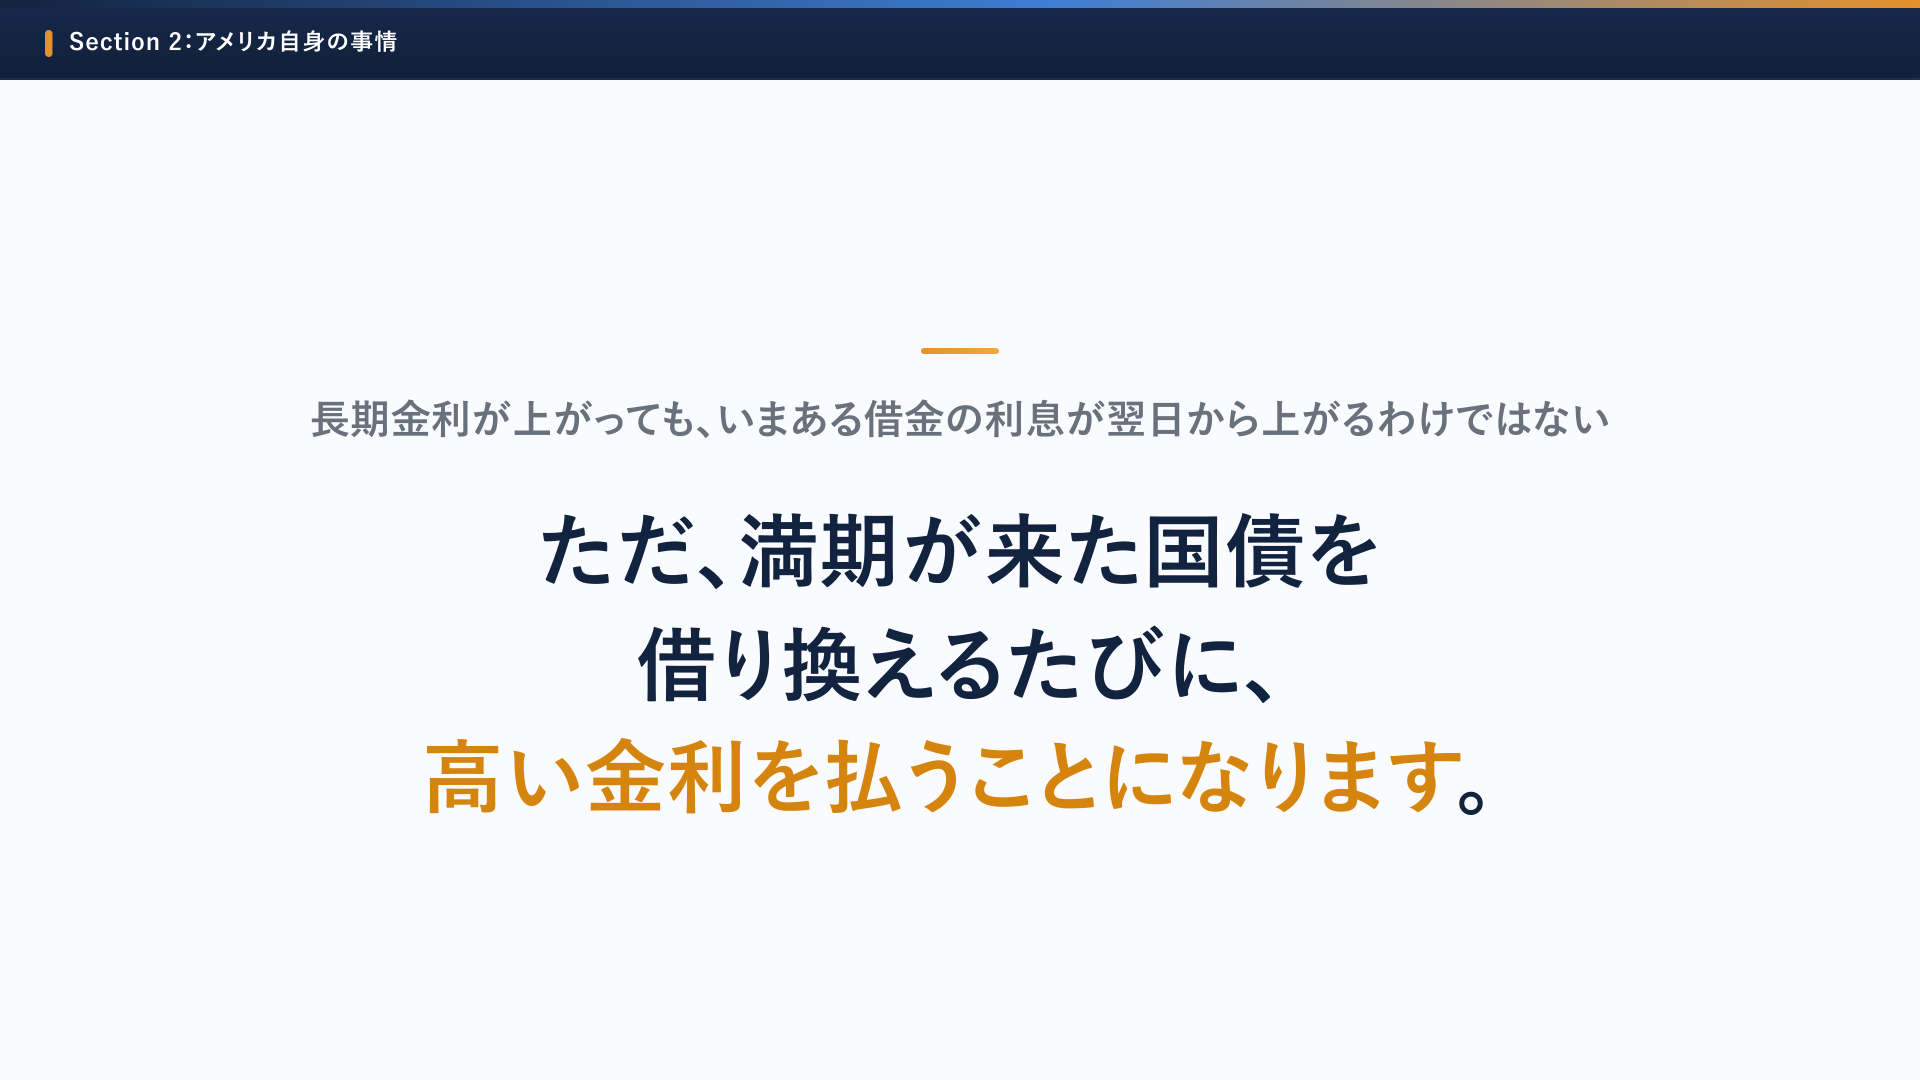 Section 2：アメリカ自身の事情
長期金利が上がっても、いまある借金の利息が翌日から上がるわけではない
ただ、満期が来た国債を
借り換えるたびに、
高い金利を払うことになります。